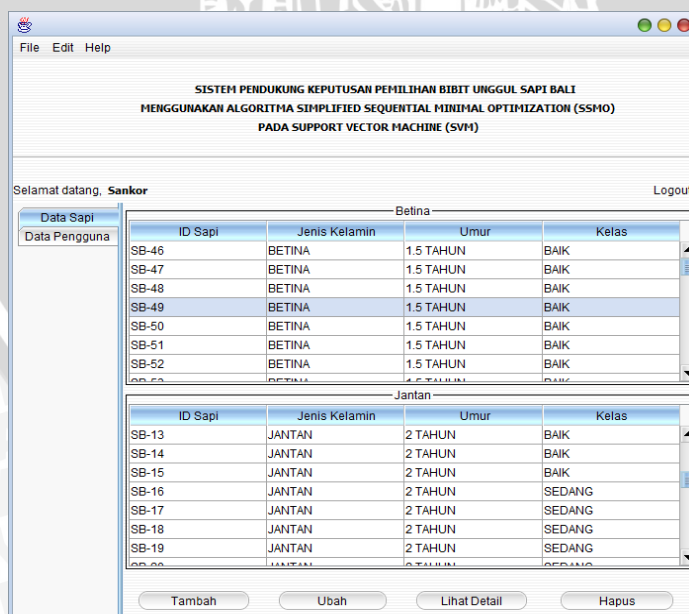 File Edit Help
SISTEM PENDUKUNG KEPUTUSAN PEMILIHAN BIBIT UNGGUL SAPI BALI
MENGGUNAKAN ALGORITMA SIMPLIFIED SEQUENTIAL MINIMAL OPTIMIZATION (SSMO)
PADA SUPPORT VECTOR MACHINE (SVM)
Selamat datang, Sankor Logout
Data Sapi
Data Pengguna
Betina
ID Sapi Jenis Kelamin Umur Kelas
SB-46 BETINA 1.5 TAHUN BAIK
SB-47 BETINA 1.5 TAHUN BAIK
SB-48 BETINA 1.5 TAHUN BAIK
SB-49 BETINA 1.5 TAHUN BAIK
SB-50 BETINA 1.5 TAHUN BAIK
SB-51 BETINA 1.5 TAHUN BAIK
SB-52 BETINA 1.5 TAHUN BAIK
Jantan
ID Sapi Jenis Kelamin Umur Kelas
SB-13 JANTAN 2 TAHUN BAIK
SB-14 JANTAN 2 TAHUN BAIK
SB-15 JANTAN 2 TAHUN BAIK
SB-16 JANTAN 2 TAHUN SEDANG
SB-17 JANTAN 2 TAHUN SEDANG
SB-18 JANTAN 2 TAHUN SEDANG
SB-19 JANTAN 2 TAHUN SEDANG
Tambah Ubah Lihat Detail Hapus